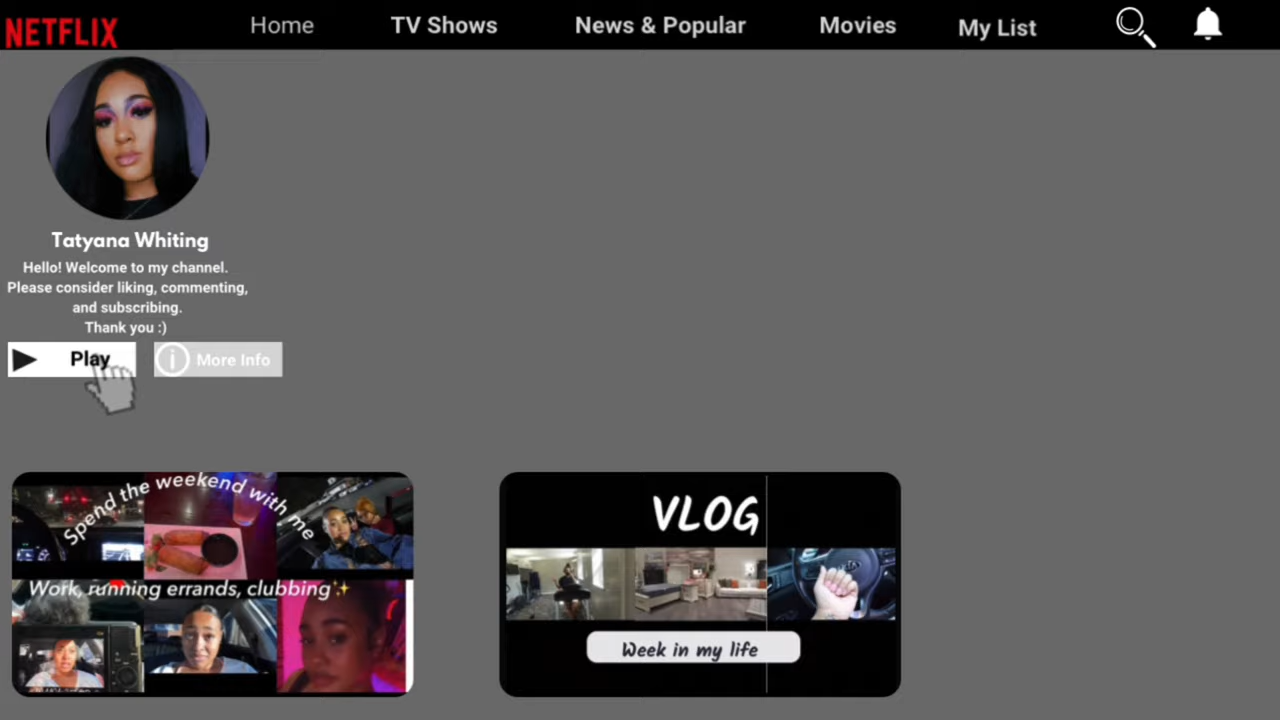 NETFLIX
Home
TV Shows
News & Popular
Movies
My List
Tatyana Whiting
Hello! Welcome to my channel.
Please consider liking, commenting,
and subscribing.
Thank you :)
Play
i
More Info
Spend the weekend with me
Work, running errands, clubbing✨
VLOG
Week in my life